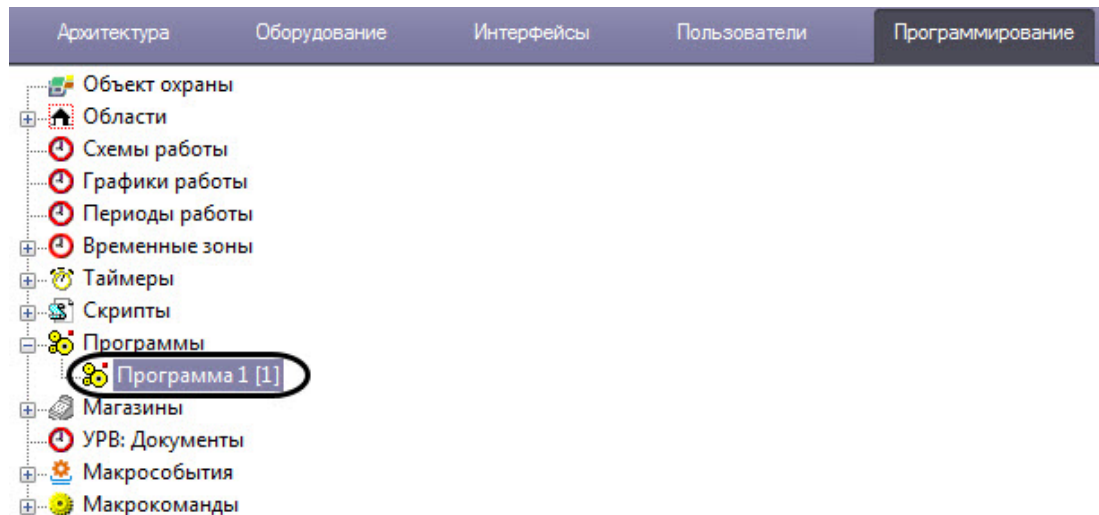 Архитектура Оборудование Интерфейсы Пользователи Программирование
Объект охраны
Области
Схемы работы
Графики работы
Периоды работы
Временные зоны
Таймеры
Скрипты
Программы
Программа 1 [1]
Магазины
УРВ: Документы
Макрособытия
Макрокоманды